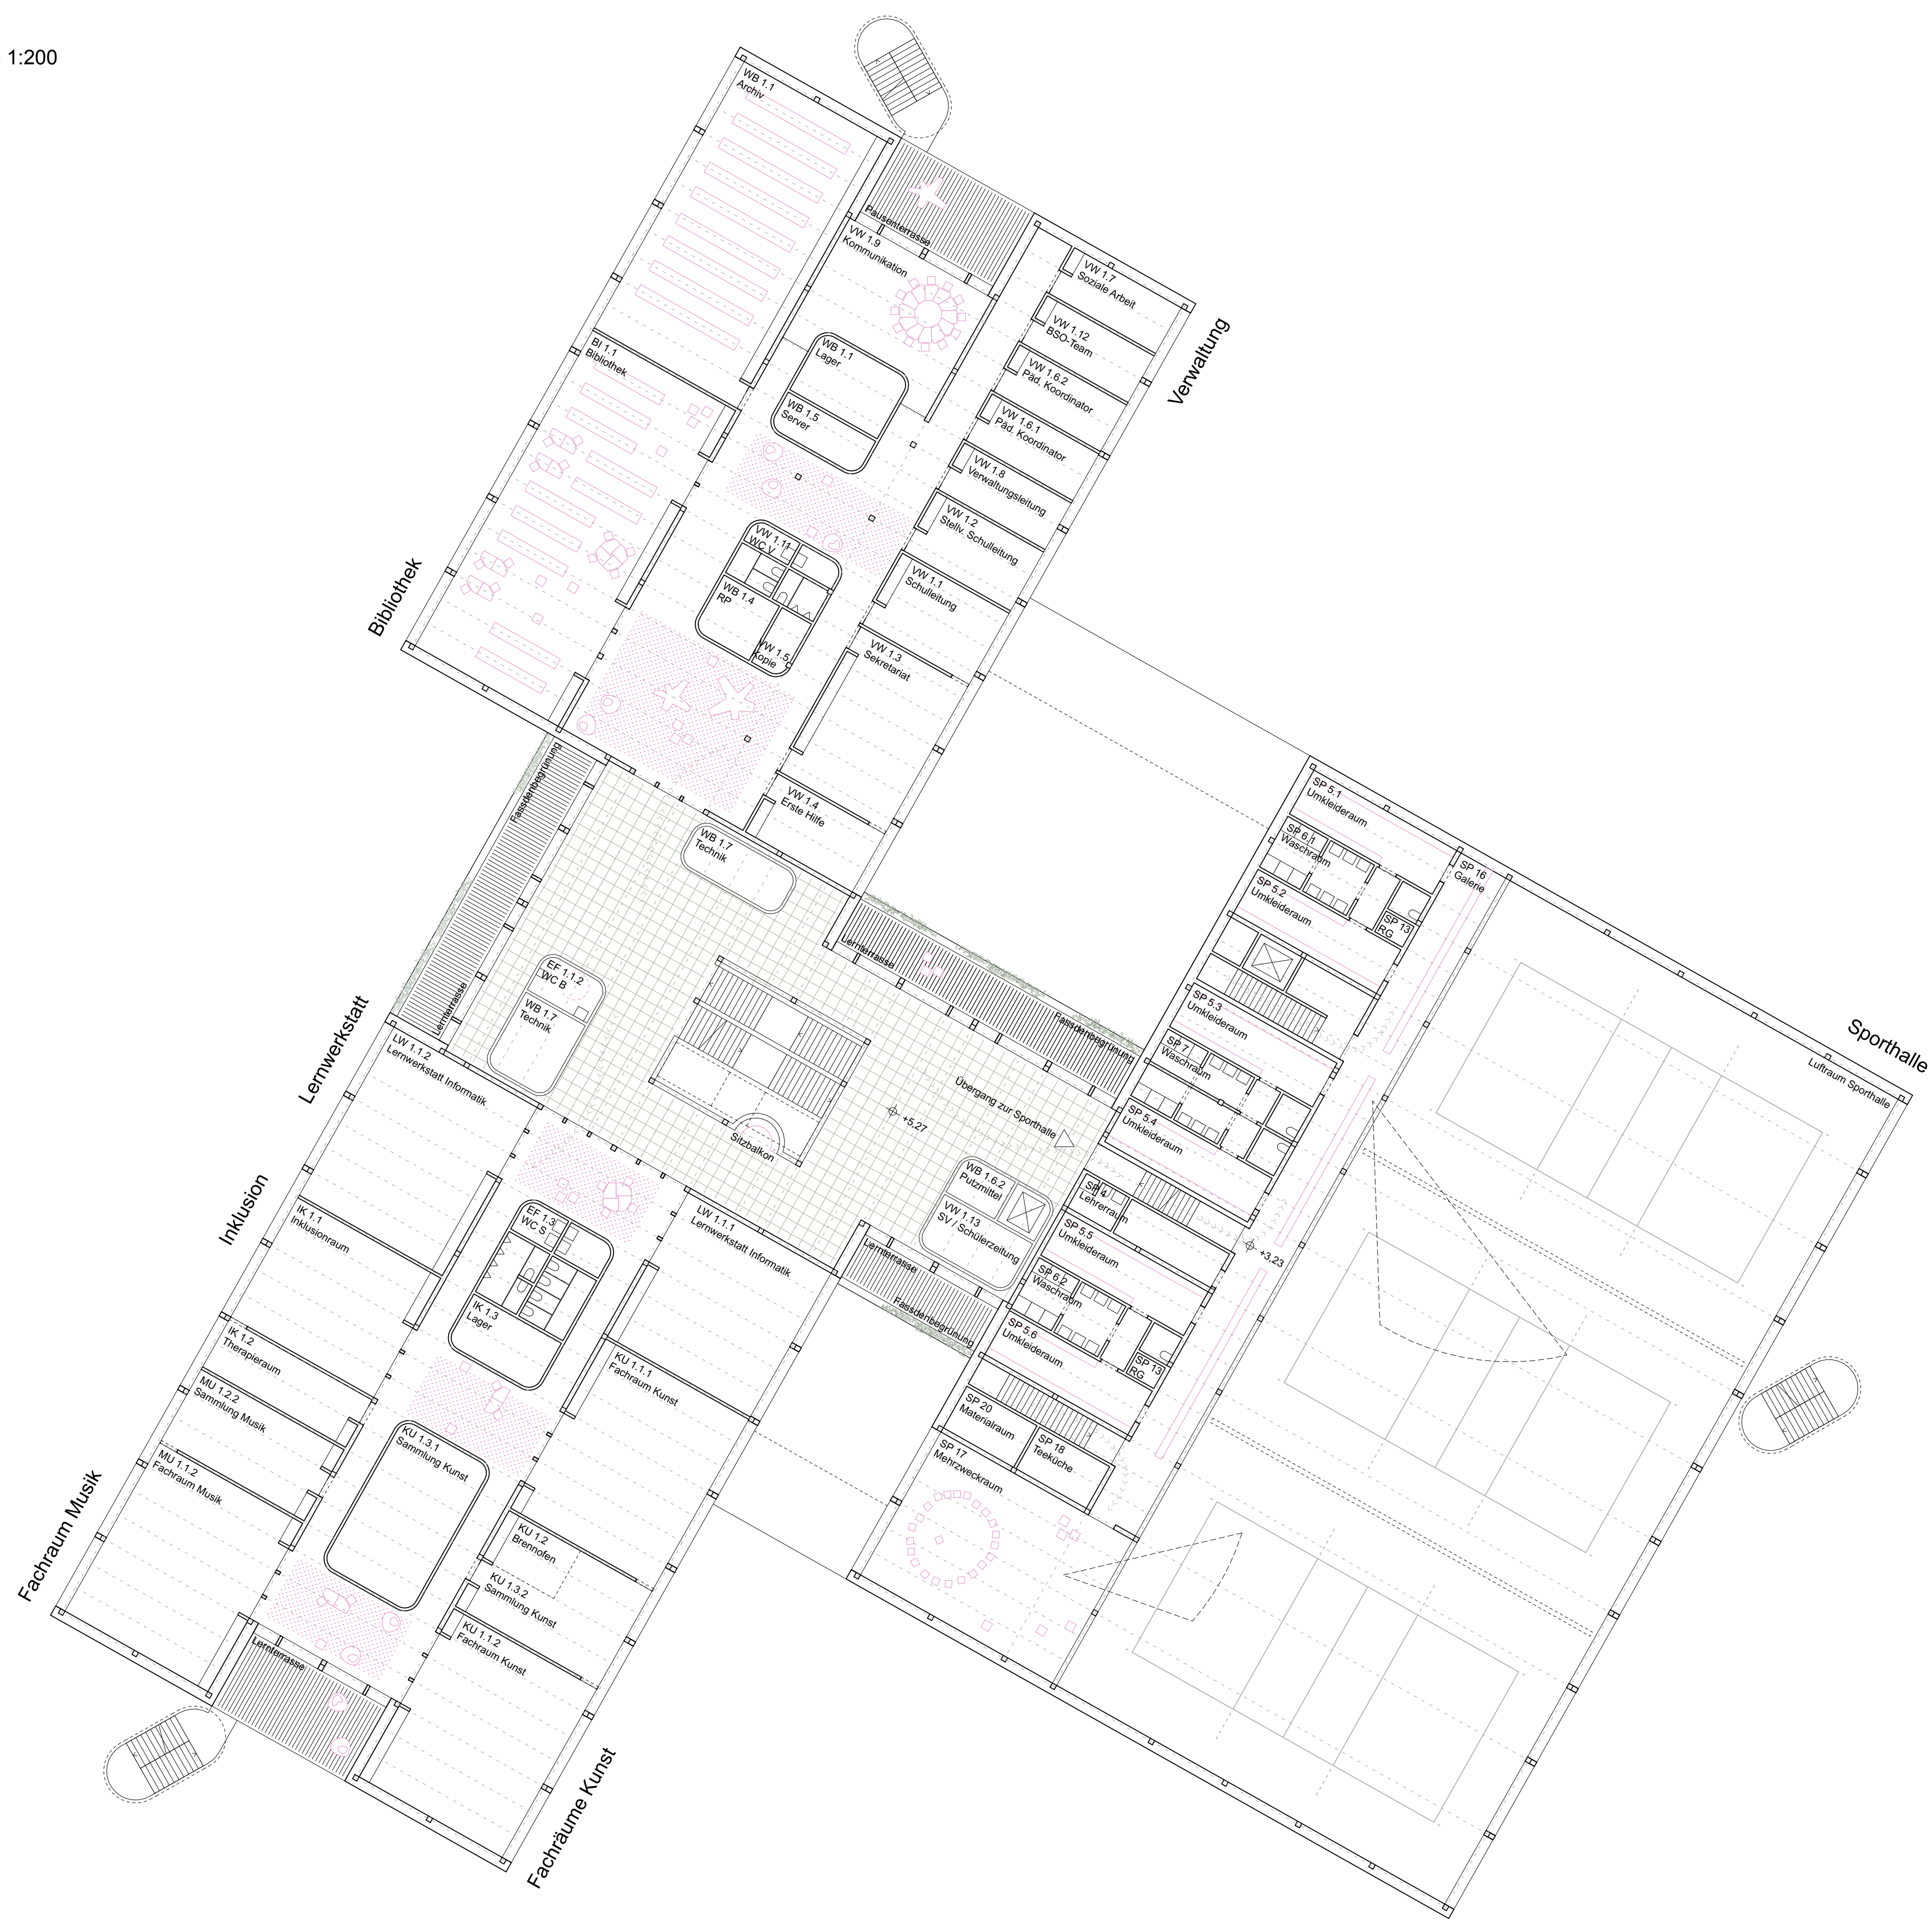 1:200
WB 1.1
Archiv
Pausenterrasse
VW 1.9
Kommunikation
VW 1.7
Soziale Arbeit
VW 1.12
BSO-Team
VW 1.6.2
Päd. Koordinator
VW 1.6.1
Päd. Koordinator
VW 1.8
Verwaltungsleitung
VW 1.2
Stellv. Schulleitung
VW 1.1
Schulleitung
VW 1.3
Sekretariat
VW 1.4
Erste Hilfe
Verwaltung
WB 1.1
Lager
WB 1.5
Server
BI 1.1
Bibliothek
Bibliothek
VW 1.11
WC V
WB 1.4
RP
VW 1.5
Kopie
Fassdenbegrünung
Lernterrasse
WB 1.7
Technik
EF 1.1.2
WC B
WB 1.7
Technik
Lernterrasse
Fassdenbegrünung
Sitzbalkon
+5,27
Übergang zur Sporthalle
WB 1.6.2
Putzmittel
VW 1.13
SV / Schülerzeitung
Lernterrasse
Fassdenbegrünung
Lernwerkstatt
LW 1.1.2
Lernwerkstatt Informatik
LW 1.1.1
Lernwerkstatt Informatik
Inklusion
IK 1.1
Inklusionraum
EF 1.3
WC S
IK 1.3
Lager
IK 1.2
Therapieraum
MU 1.2.2
Sammlung Musik
MU 1.1.2
Fachraum Musik
Fachraum Musik
KU 1.1.1
Fachraum Kunst
KU 1.3.1
Sammlung Kunst
KU 1.2
Brennofen
KU 1.3.2
Sammlung Kunst
KU 1.1.2
Fachraum Kunst
Lernterrasse
Fachräume Kunst
SP 5.1
Umkleideraum
SP 6.1
Waschraum
SP 5.2
Umkleideraum
SP 13
RG
SP 16
Galerie
SP 5.3
Umkleideraum
SP 7.1
Waschraum
SP 5.4
Umkleideraum
SP 4
Lehrerraum
SP 5.5
Umkleideraum
SP 6.2
Waschraum
SP 5.6
Umkleideraum
SP 13
RG
SP 20
Materialraum
SP 18
Teeküche
SP 17
Mehrzweckraum
+3,23
Sporthalle
Luftraum Sporthalle